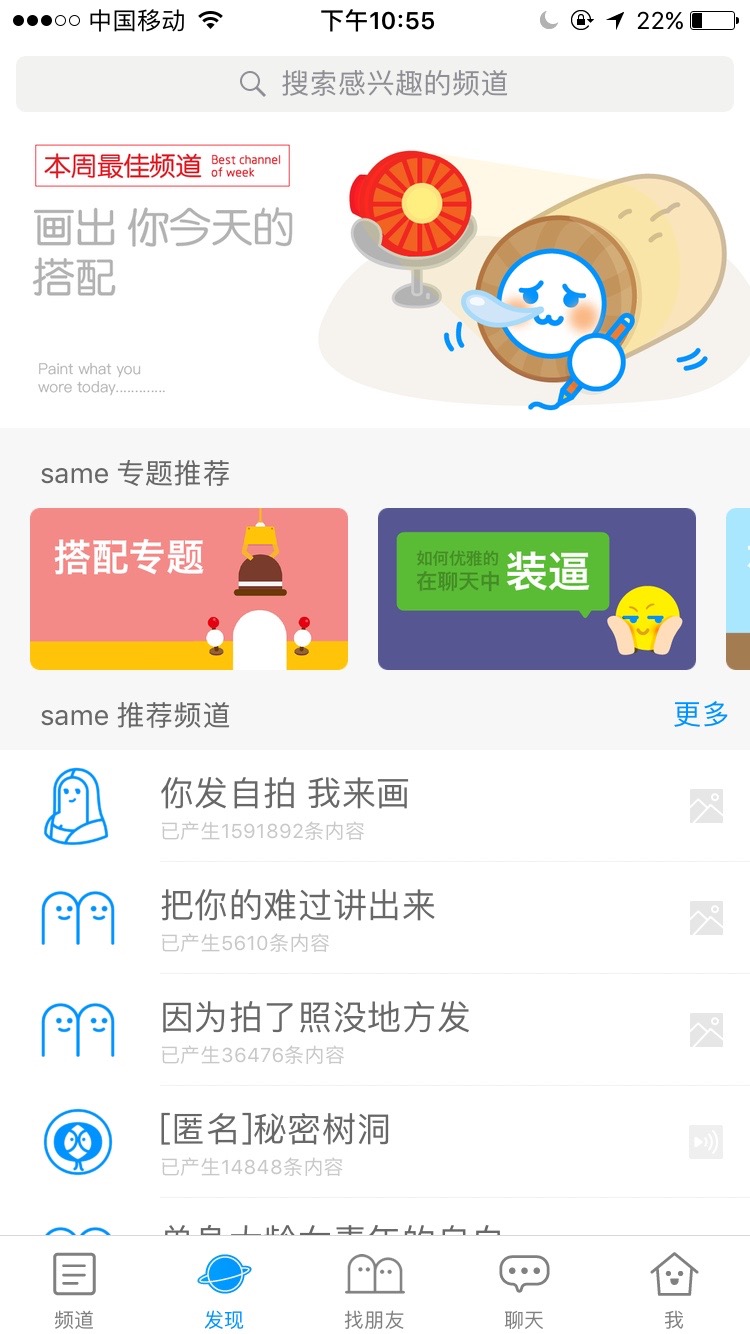 中国移动 下午10:55 22%
搜索感兴趣的频道
本周最佳频道 Best channel of week
画出 你今天的
搭配
Paint what you
wore today.............
same 专题推荐
搭配专题
如何优雅的
在聊天中 装逼
same 推荐频道 更多
你发自拍 我来画
已产生1591892条内容
把你的难过讲出来
已产生5610条内容
因为拍了照没地方发
已产生36476条内容
[匿名]秘密树洞
已产生14848条内容
频道 发现 找朋友 聊天 我